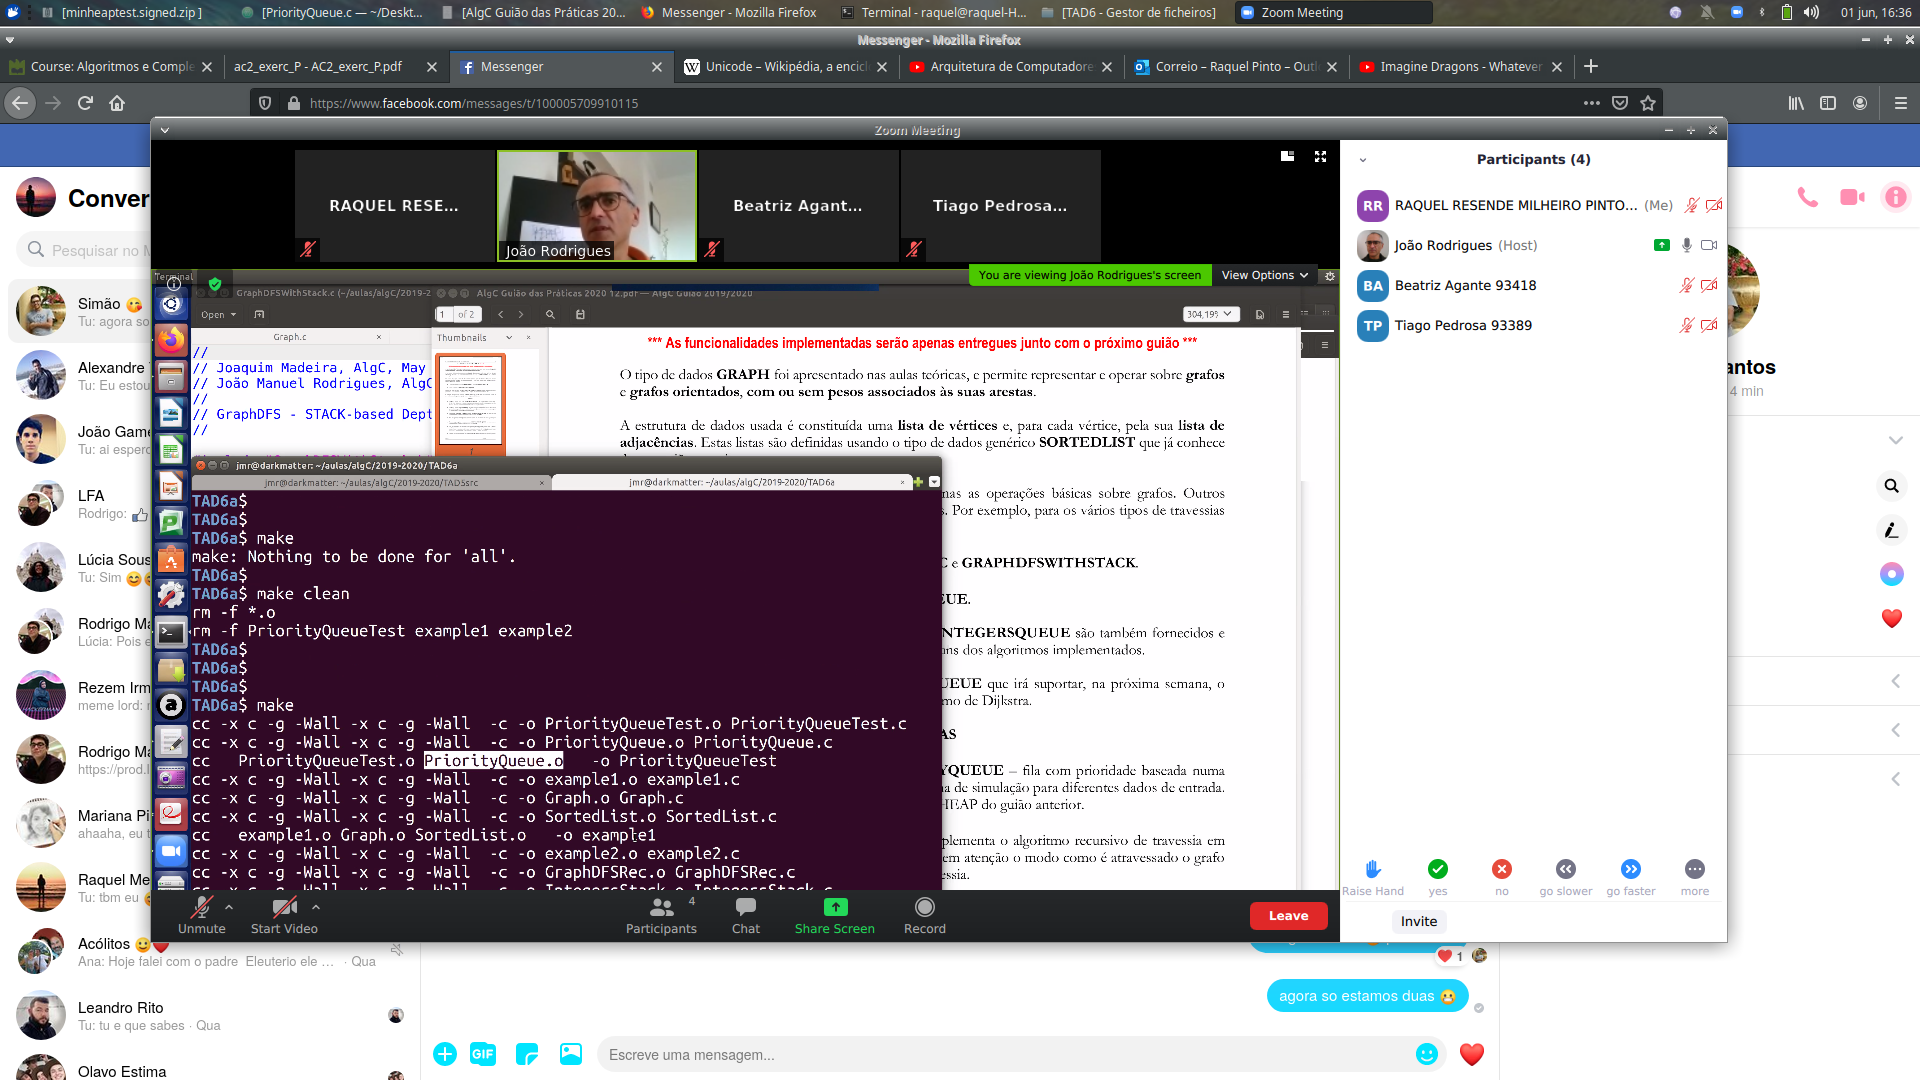 [minheaptest.signed.zip ]
[PriorityQueue.c — ~/Deskt...
[AlgC Guião das Práticas 20...
Messenger - Mozilla Firefox
Terminal - raquel@raquel-H...
[TAD6 - Gestor de ficheiros]
Zoom Meeting
01 jun, 16:36
Messenger - Mozilla Firefox
Course: Algoritmos e Comple
ac2_exerc_P - AC2_exerc_P.pdf
Messenger
Unicode – Wikipédia, a encicl
Arquitetura de Computadore
Correio – Raquel Pinto – Outl
Imagine Dragons - Whatever
https://www.facebook.com/messages/t/100005709910115
Zoom Meeting
RAQUEL RESE...
João Rodrigues
Beatriz Agant...
Tiago Pedrosa...
You are viewing João Rodrigues's screen
View Options
Participants (4)
RR RAQUEL RESENDE MILHEIRO PINTO... (Me)
João Rodrigues (Host)
BA Beatriz Agante 93418
TP Tiago Pedrosa 93389
Raise Hand
yes
no
go slower
go faster
more
Invite
Conver
Pesquisar no M
Simão 😘
Tu: agora so
Alexandre
Tu: Eu estou
João Game
Tu: ai espero
LFA
Rodrigo: 👍
Lúcia Sous
Tu: Sim 😊
Rodrigo Ma
Lúcia: Pois e
Rezem Irm
meme lord: r
Rodrigo Ma
https://prod.l
Mariana Pi
ahaaha, eu t
Raquel Me
Tu: tbm eu
Acólitos 😃❤️
Ana: Hoje falei com o padre Eleuterio ele ... · Qua
Leandro Rito
Tu: tu e que sabes · Qua
Olavo Estima
antos
4 min
Terminal
GraphDFSWithStack.c (~/aulas/algC/2019-2
AlgC Guião das Práticas 2020 12.pdf — AlgC Guião 2019/2020
Open
1 of 2
304,19%
Graph.c
Thumbnails
//
// Joaquim Madeira, AlgC, May
// João Manuel Rodrigues, AlgC
//
// GraphDFS - STACK-based Dept
//
*** As funcionalidades implementadas serão apenas entregues junto com o próximo guião ***
O tipo de dados GRAPH foi apresentado nas aulas teóricas, e permite representar e operar sobre grafos
e grafos orientados, com ou sem pesos associados às suas arestas.
A estrutura de dados usada é constituída uma lista de vértices e, para cada vértice, pela sua lista de
adjacências. Estas listas são definidas usando o tipo de dados genérico SORTEDLIST que já conhece
nas as operações básicas sobre grafos. Outros
s. Por exemplo, para os vários tipos de travessias
C e GRAPHDFSWITHSTACK.
EUE.
NTEGERSQUEUE são também fornecidos e
ns dos algoritmos implementados.
QUEUE que irá suportar, na próxima semana, o
mo de Dijkstra.
AS
YQUEUE – fila com prioridade baseada numa
na de simulação para diferentes dados de entrada.
HEAP do guião anterior.
plementa o algoritmo recursivo de travessia em
em atenção o modo como é atravessado o grafo
essia.
jmr@darkmatter: ~/aulas/algC/2019-2020/TAD6a
jmr@darkmatter: ~/aulas/algC/2019-2020/TAD5src
jmr@darkmatter: ~/aulas/algC/2019-2020/TAD6a
TAD6a$
TAD6a$
TAD6a$ make
make: Nothing to be done for 'all'.
TAD6a$
TAD6a$ make clean
rm -f *.o
rm -f PriorityQueueTest example1 example2
TAD6a$
TAD6a$
TAD6a$
TAD6a$ make
cc -x c -g -Wall -x c -g -Wall  -c -o PriorityQueueTest.o PriorityQueueTest.c
cc -x c -g -Wall -x c -g -Wall  -c -o PriorityQueue.o PriorityQueue.c
cc   PriorityQueueTest.o PriorityQueue.o   -o PriorityQueueTest
cc -x c -g -Wall -x c -g -Wall  -c -o example1.o example1.c
cc -x c -g -Wall -x c -g -Wall  -c -o Graph.o Graph.c
cc -x c -g -Wall -x c -g -Wall  -c -o SortedList.o SortedList.c
cc   example1.o Graph.o SortedList.o   -o example1
cc -x c -g -Wall -x c -g -Wall  -c -o example2.o example2.c
cc -x c -g -Wall -x c -g -Wall  -c -o GraphDFSRec.o GraphDFSRec.c
cc -x c -g -Wall -x c -g -Wall  -c -o IntegersStack.o IntegersStack.c
Unmute
Start Video
Participants 4
Chat
Share Screen
Record
Leave
❤️ 1
agora so estamos duas 😬
GIF
Escreve uma mensagem...